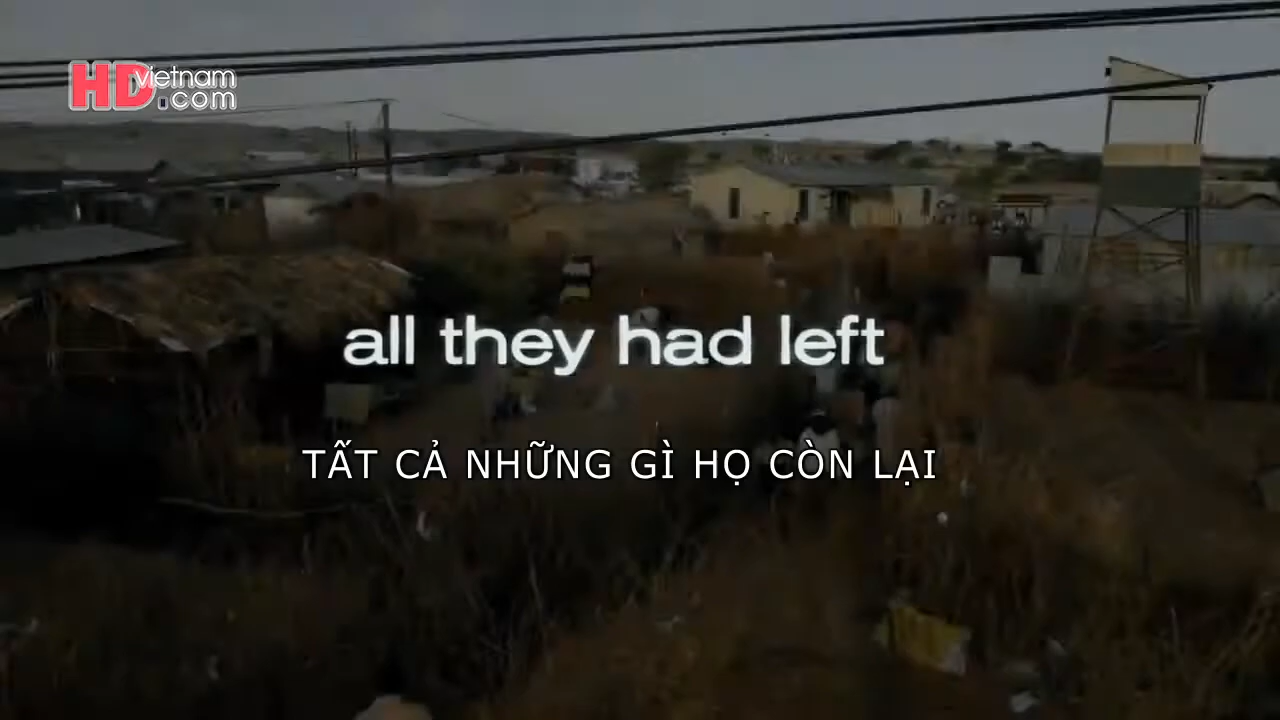 HDvietnam
.com
all they had left
TẤT CẢ NHỮNG GÌ HỌ CÒN LẠI